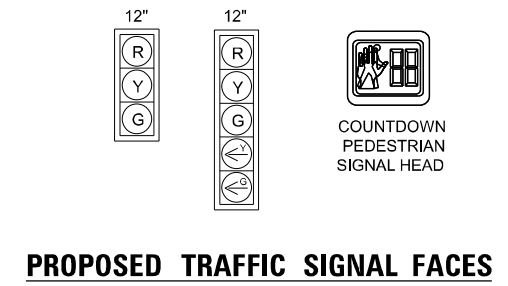 12" 12"
R R
Y Y
G G
Y
G
COUNTDOWN
PEDESTRIAN
SIGNAL HEAD
PROPOSED TRAFFIC SIGNAL FACES